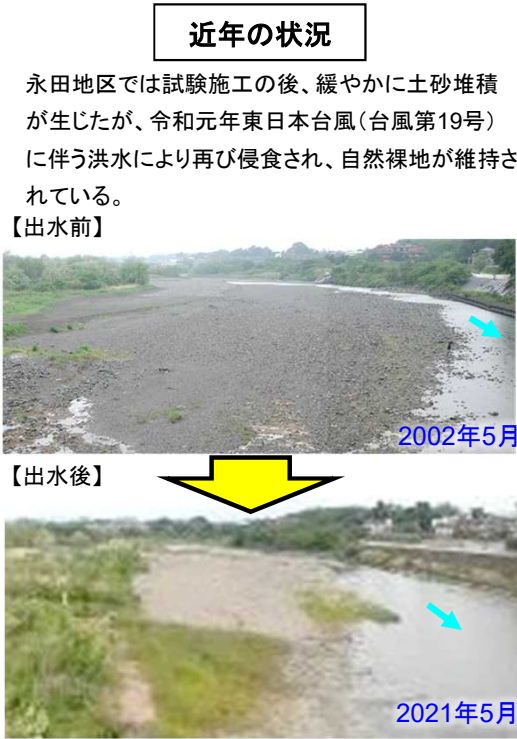 近年の状況
永田地区では試験施工の後、緩やかに土砂堆積
が生じたが、令和元年東日本台風(台風第19号)
に伴う洪水により再び侵食され、自然裸地が維持さ
れている。
【出水前】
2002年5月
【出水後】
2021年5月